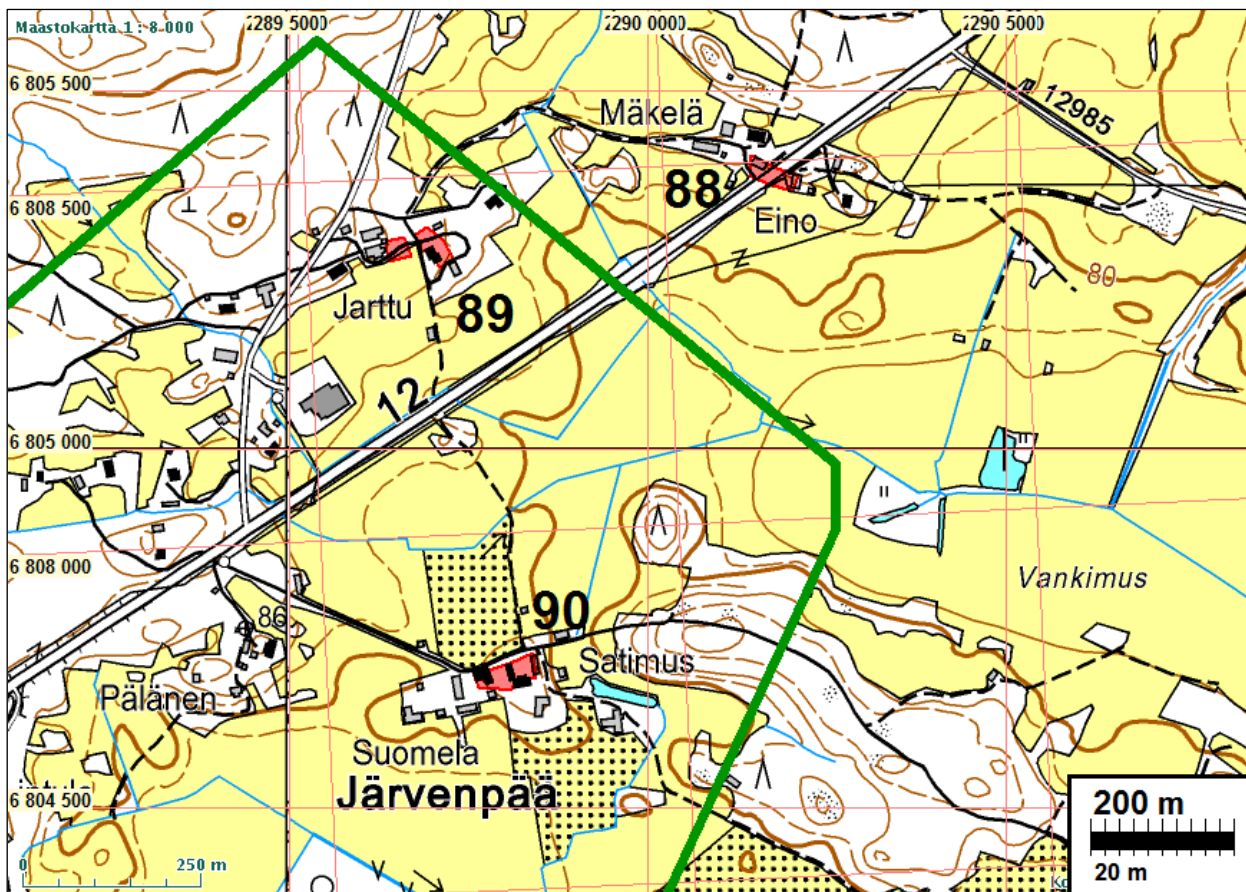 Maastokartta 1 : 8 000
2289 5000
2290 0000
2290 5000
6 805 500
12985
Mäkelä
88
6 808 500
Eino
80
Jarttu
89
12
6 805 000
6 808 000
Vankimus
90
86
Satimus
Pälänen
Suomela
Järvenpää
6 804 500
200 m
20 m
0
250 m